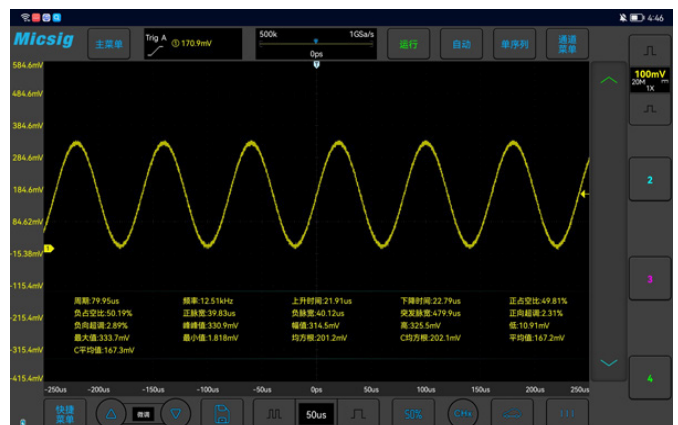 4:46
Micsig 主菜单 Trig A ① 170.9mV 500k 1GSa/s 运行 自动 单序列 通道菜单
0ps
T
584.6mV
484.6mV
384.6mV
284.6mV
184.6mV
84.62mV
-15.38mV
-115.4mV
-215.4mV
-315.4mV
-415.4mV
1
100mV
20M
1X
2
3
4
周期:79.95us 频率:12.51kHz 上升时间:21.91us 下降时间:22.79us 正占空比:49.81%
负占空比:50.19% 正脉宽:39.83us 负脉宽:40.12us 突发脉宽:479.9us 正向超调:2.31%
负向超调:2.89% 峰峰值:330.9mV 幅值:314.5mV 高:325.5mV 低:10.91mV
最大值:333.7mV 最小值:1.818mV 均方根:201.2mV C均方根:202.1mV 平均值:167.2mV
C平均值:167.3mV
-250us -200us -150us -100us -50us 0ps 50us 100us 150us 200us 250us
快捷菜单 微调 50us 50% CHx